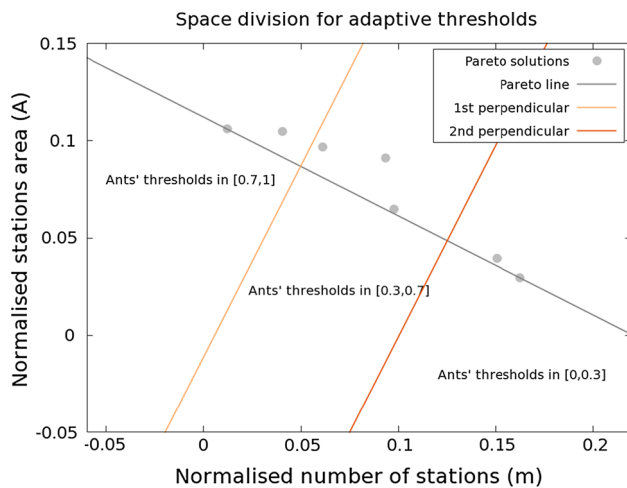 Space division for adaptive thresholds
0.15
0.1
0.05
0
-0.05
Normalised stations area (A)
Pareto solutions
Pareto line
1st perpendicular
2nd perpendicular
Ants' thresholds in [0.7,1]
Ants' thresholds in [0.3,0.7]
Ants' thresholds in [0,0.3]
-0.05 0 0.05 0.1 0.15 0.2
Normalised number of stations (m)